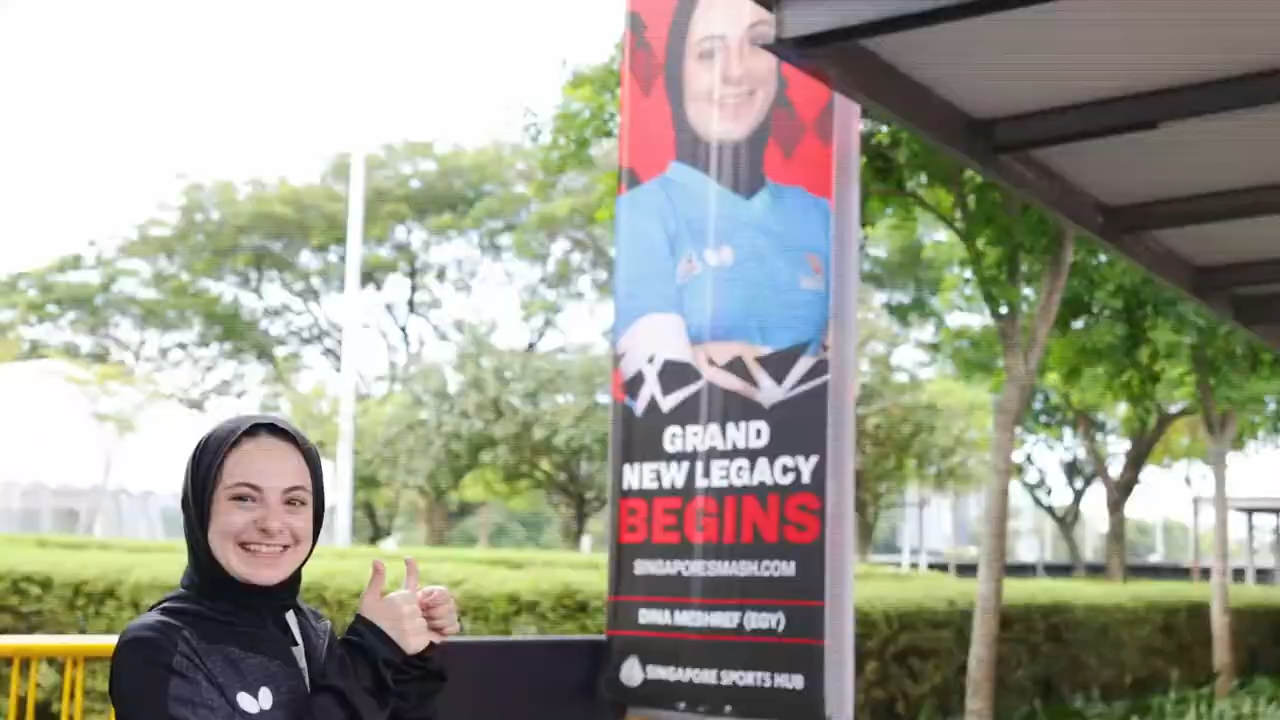 GRAND
NEW LEGACY
BEGINS
SINGAPORESMASH.COM
DINA MESHREF (EGY)
SINGAPORE SPORTS HUB